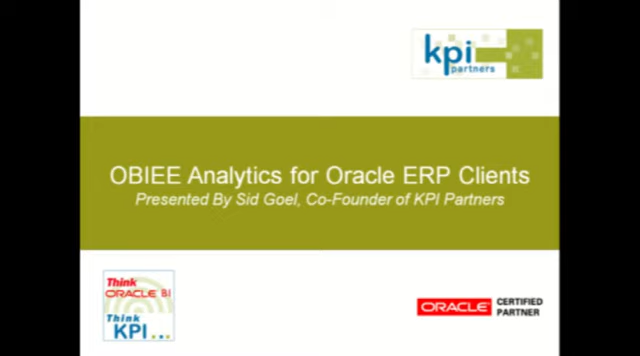 kpi
partners
OBIEE Analytics for Oracle ERP Clients
Presented By Sid Goel, Co-Founder of KPI Partners
Think
ORACLE BI
Think
KPI...
ORACLE CERTIFIED
PARTNER